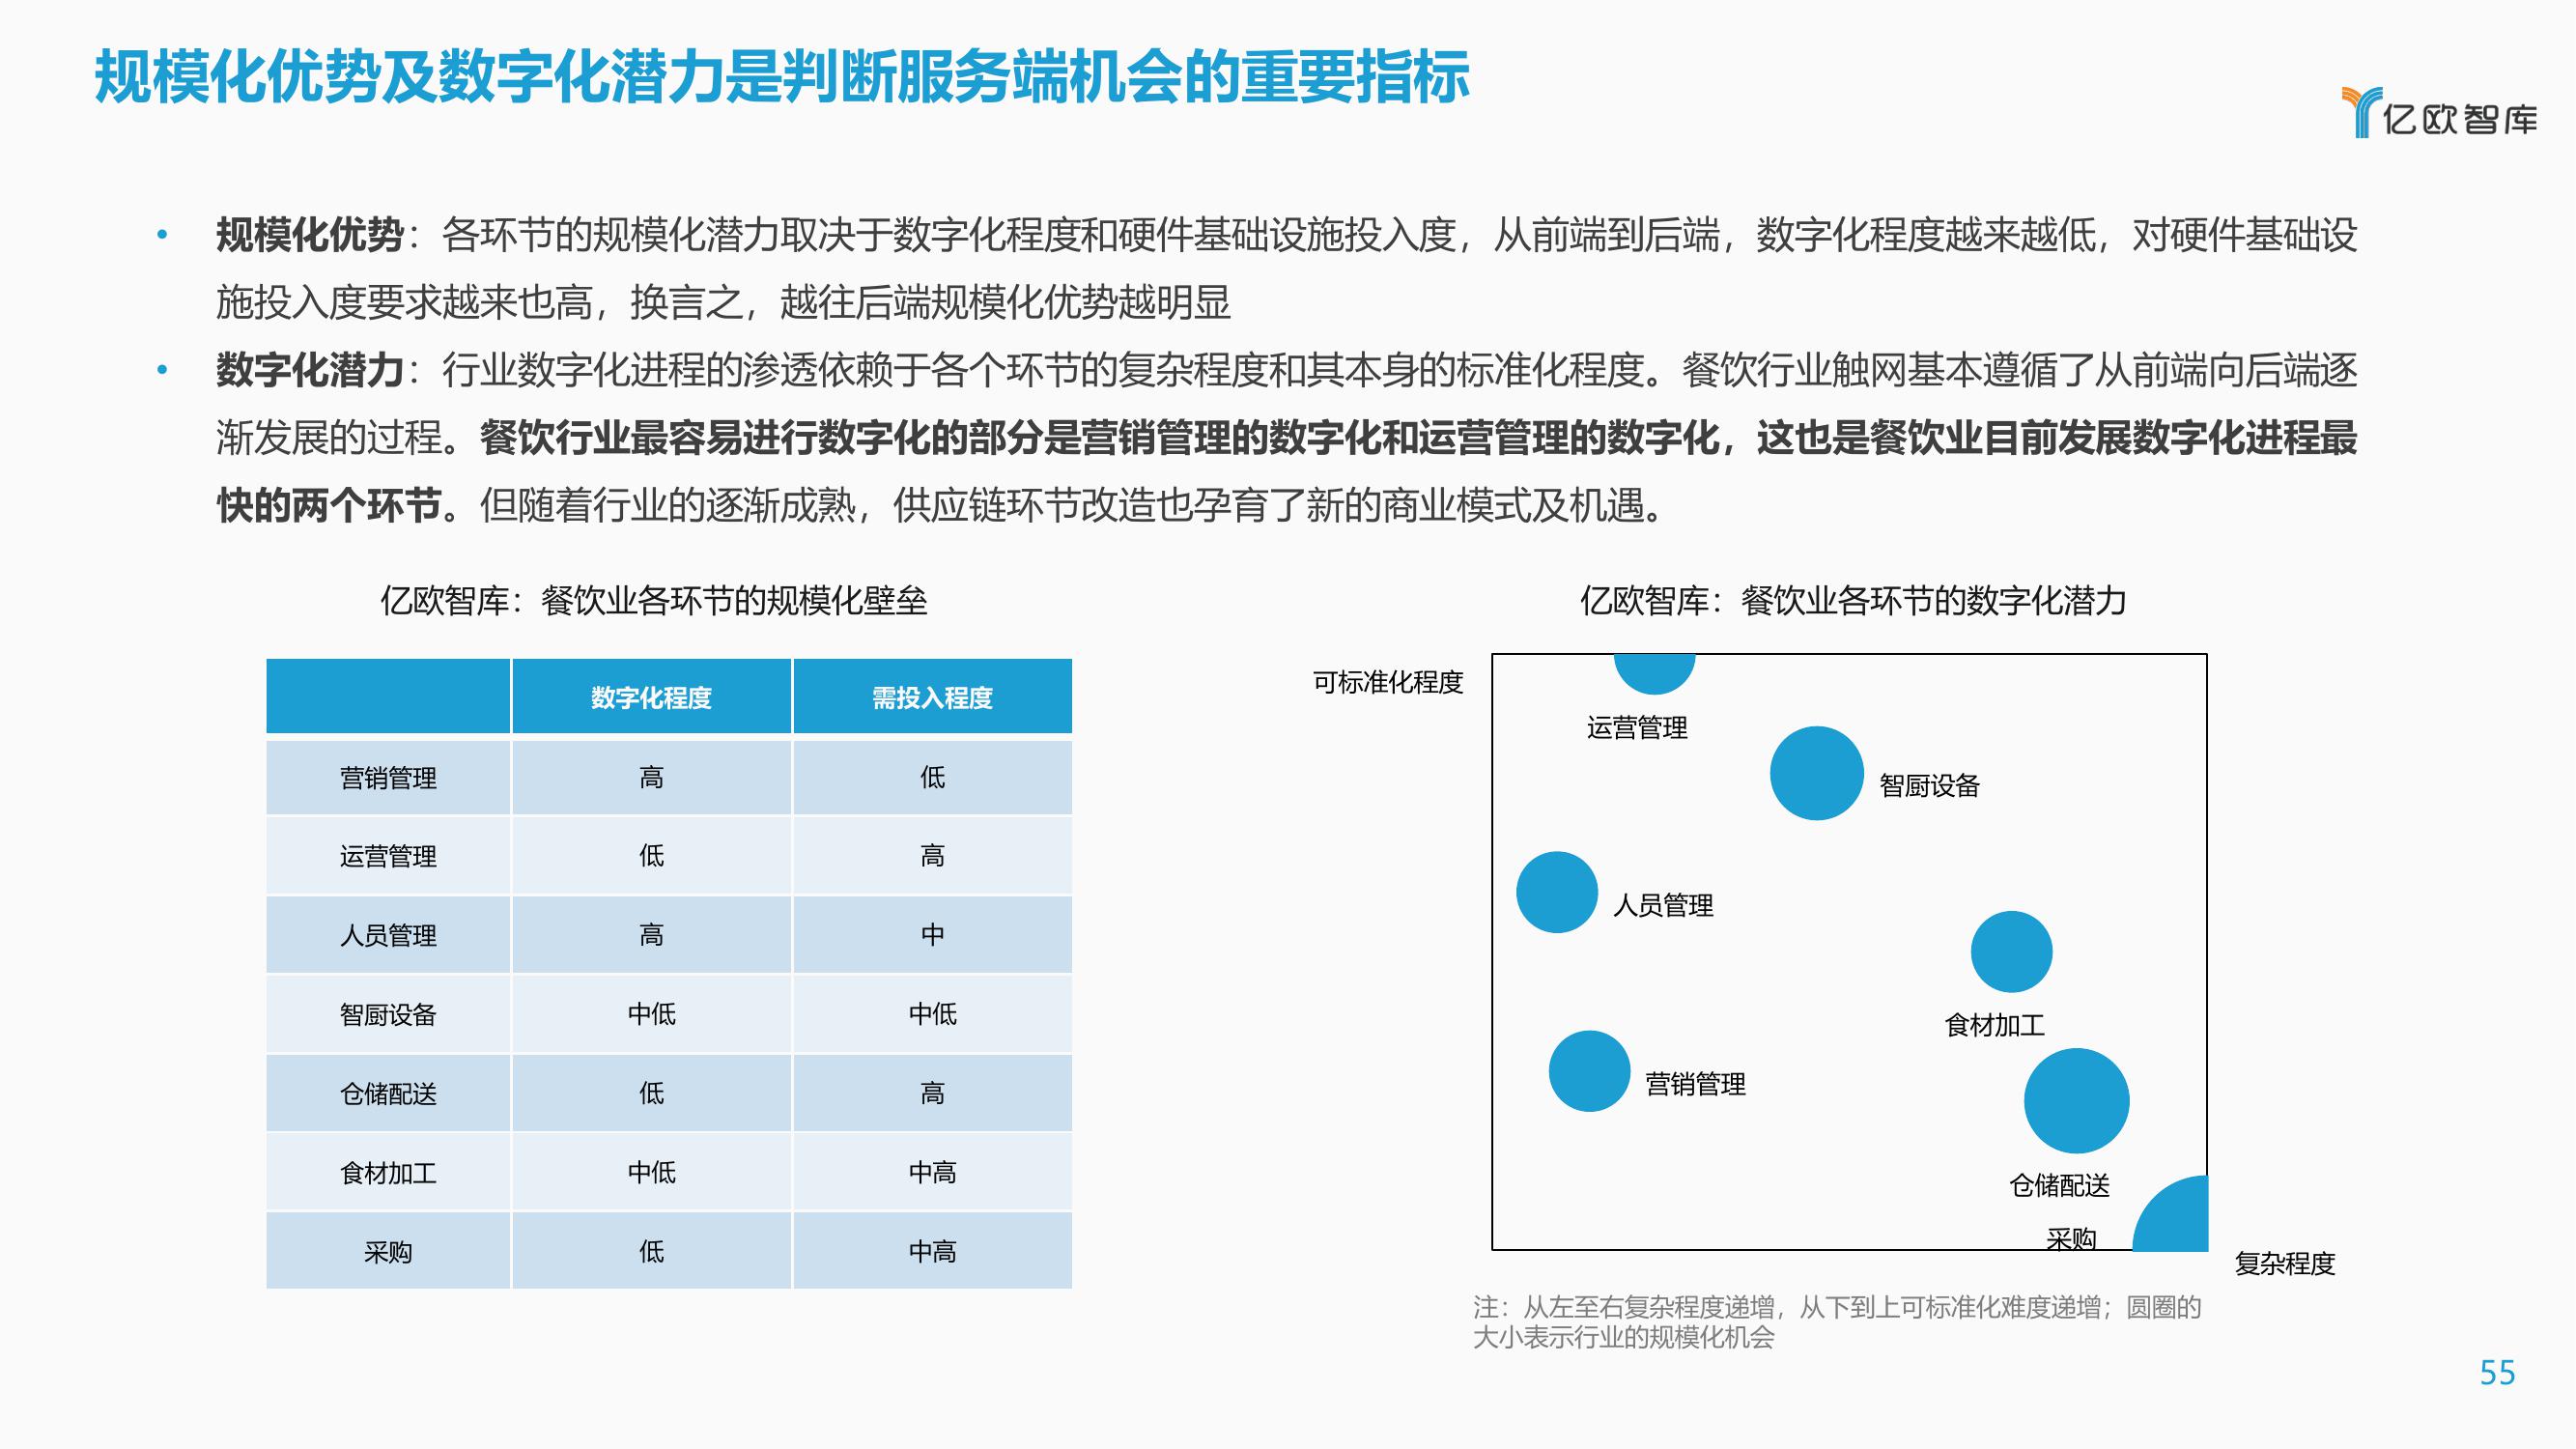 规模化优势及数字化潜力是判断服务端机会的重要指标
亿欧智库
• 规模化优势：各环节的规模化潜力取决于数字化程度和硬件基础设施投入度，从前端到后端，数字化程度越来越低，对硬件基础设
施投入度要求越来也高，换言之，越往后端规模化优势越明显
• 数字化潜力：行业数字化进程的渗透依赖于各个环节的复杂程度和其本身的标准化程度。餐饮行业触网基本遵循了从前端向后端逐
渐发展的过程。餐饮行业最容易进行数字化的部分是营销管理的数字化和运营管理的数字化，这也是餐饮业目前发展数字化进程最
快的两个环节。但随着行业的逐渐成熟，供应链环节改造也孕育了新的商业模式及机遇。
亿欧智库：餐饮业各环节的规模化壁垒
数字化程度 需投入程度
营销管理 高 低
运营管理 低 高
人员管理 高 中
智厨设备 中低 中低
仓储配送 低 高
食材加工 中低 中高
采购 低 中高
亿欧智库：餐饮业各环节的数字化潜力
可标准化程度
运营管理
智厨设备
人员管理
食材加工
营销管理
仓储配送
采购
复杂程度
注：从左至右复杂程度递增，从下到上可标准化难度递增；圆圈的
大小表示行业的规模化机会
55